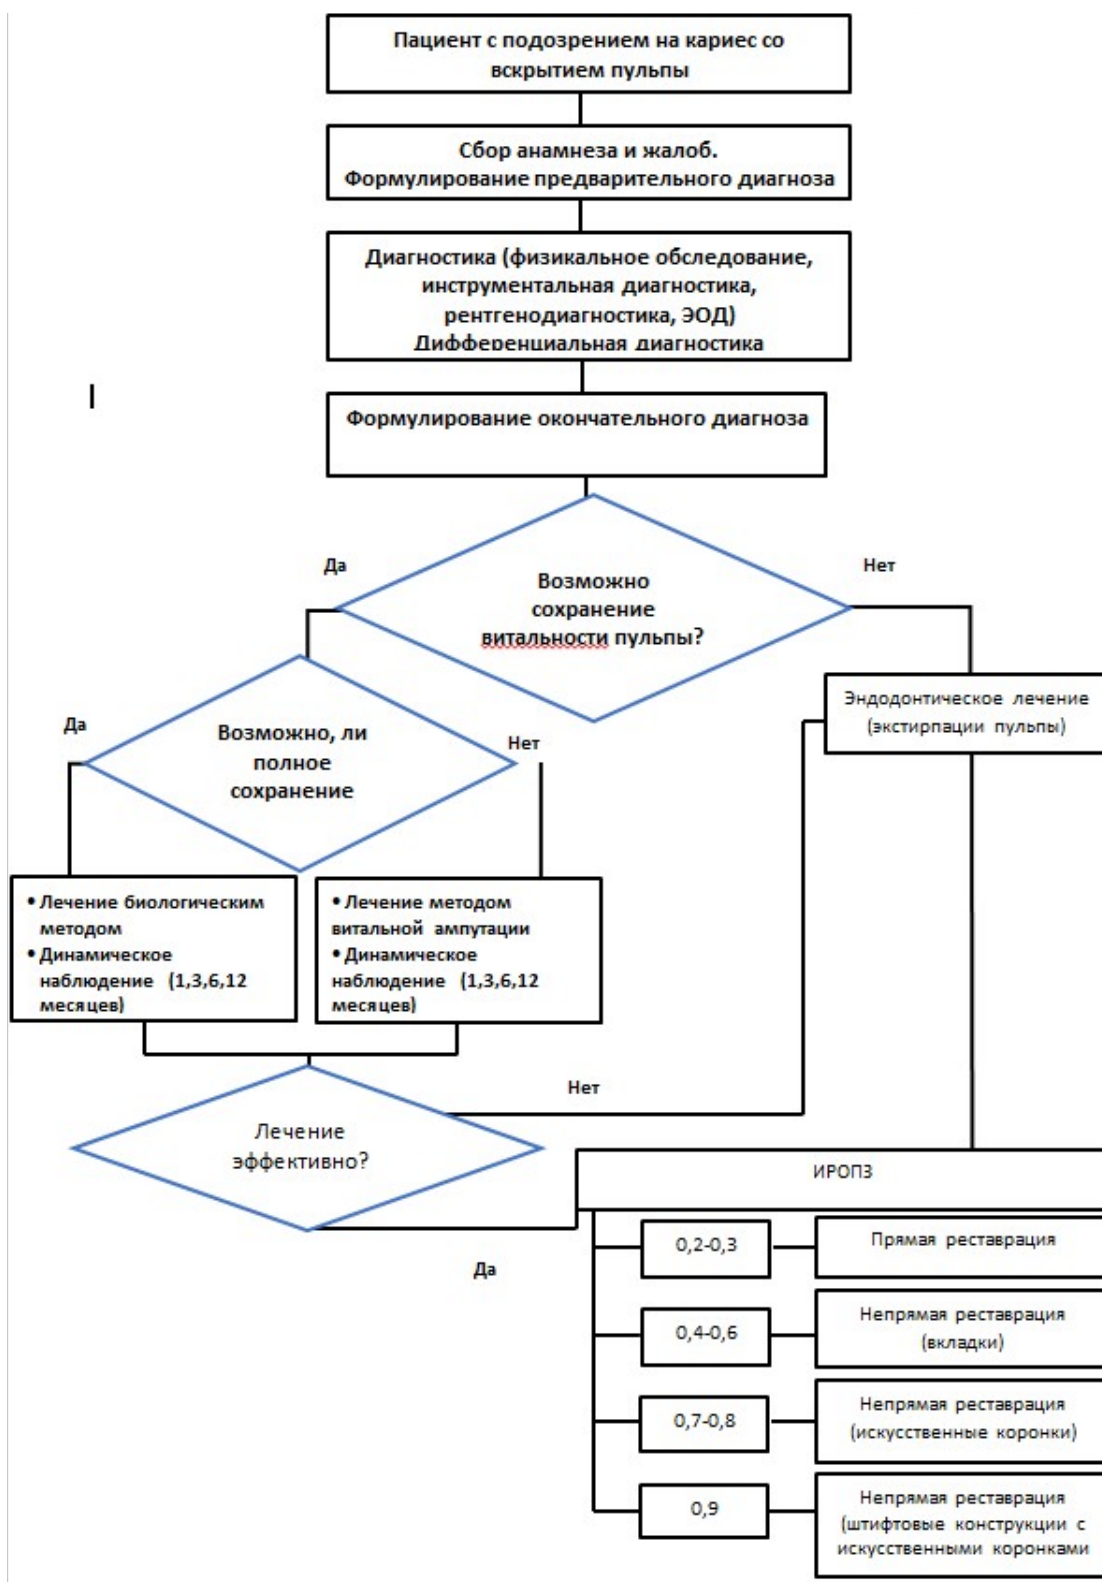 Пациент с подозрением на кариес со
вскрытием пульпы
Сбор анамнеза и жалоб.
Формулирование предварительного диагноза
Диагностика (физикальное обследование,
инструментальная диагностика,
рентгенодиагностика, ЭОД)
Дифференциальная диагностика
Формулирование окончательного диагноза
Да
Нет
Возможно
сохранение
витальности пульпы?
Эндодонтическое лечение
(экстирпации пульпы)
Да
Нет
Возможно, ли
полное
сохранение
• Лечение биологическим
методом
• Динамическое
наблюдение (1,3,6,12
месяцев)
• Лечение методом
витальной ампутации
• Динамическое
наблюдение (1,3,6,12
месяцев)
Нет
Лечение
эффективно?
Да
ИРОПЗ
0,2-0,3
Прямая реставрация
0,4-0,6
Непрямая реставрация
(вкладки)
0,7-0,8
Непрямая реставрация
(искусственные коронки)
0,9
Непрямая реставрация
(штифтовые конструкции с
искусственными коронками